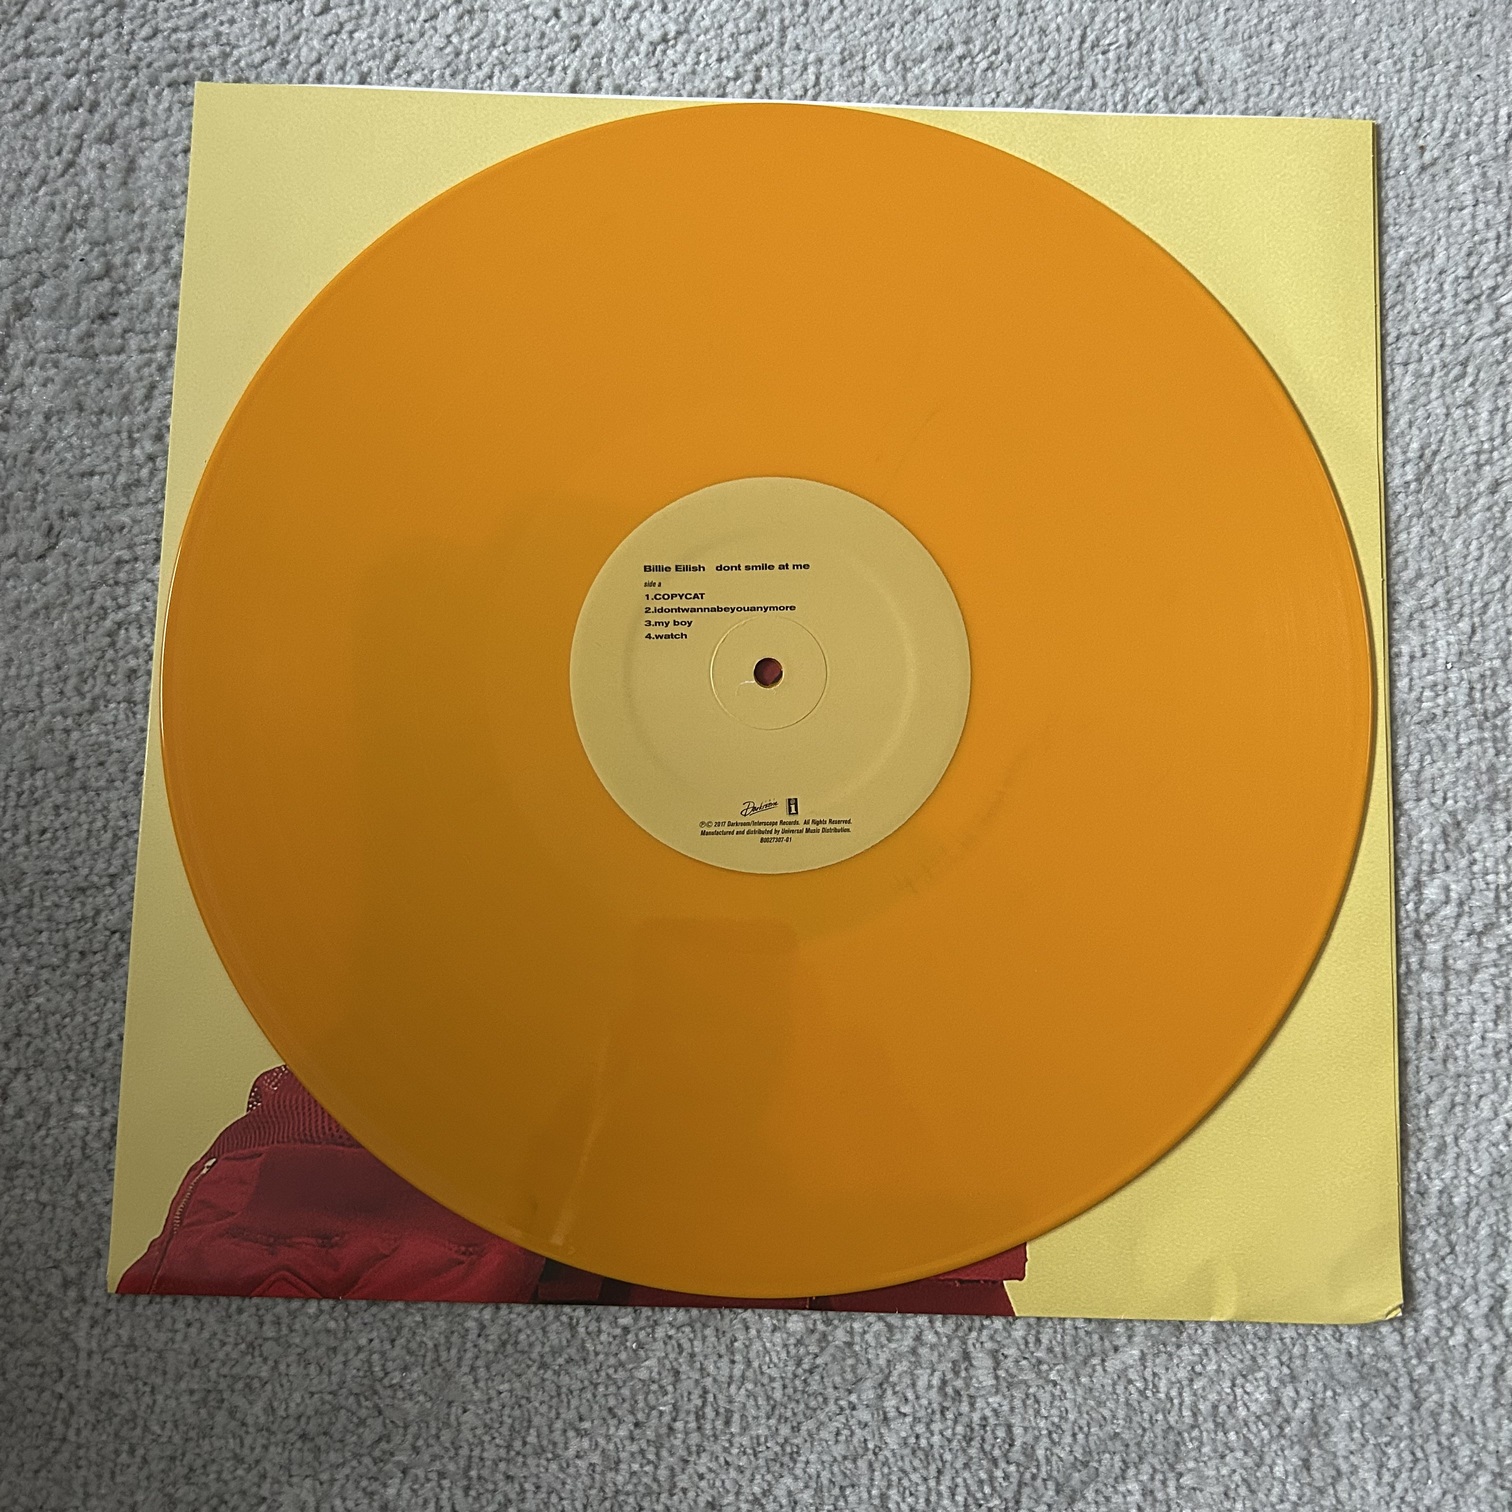 Billie Eilish dont smile at me
side a
1.COPYCAT
2.idontwannabeyouanymore
3.my boy
4.watch
Darkroom i
℗© 2017 Darkroom/Interscope Records. All Rights Reserved.
Manufactured and distributed by Universal Music Distribution.
B0027307-01